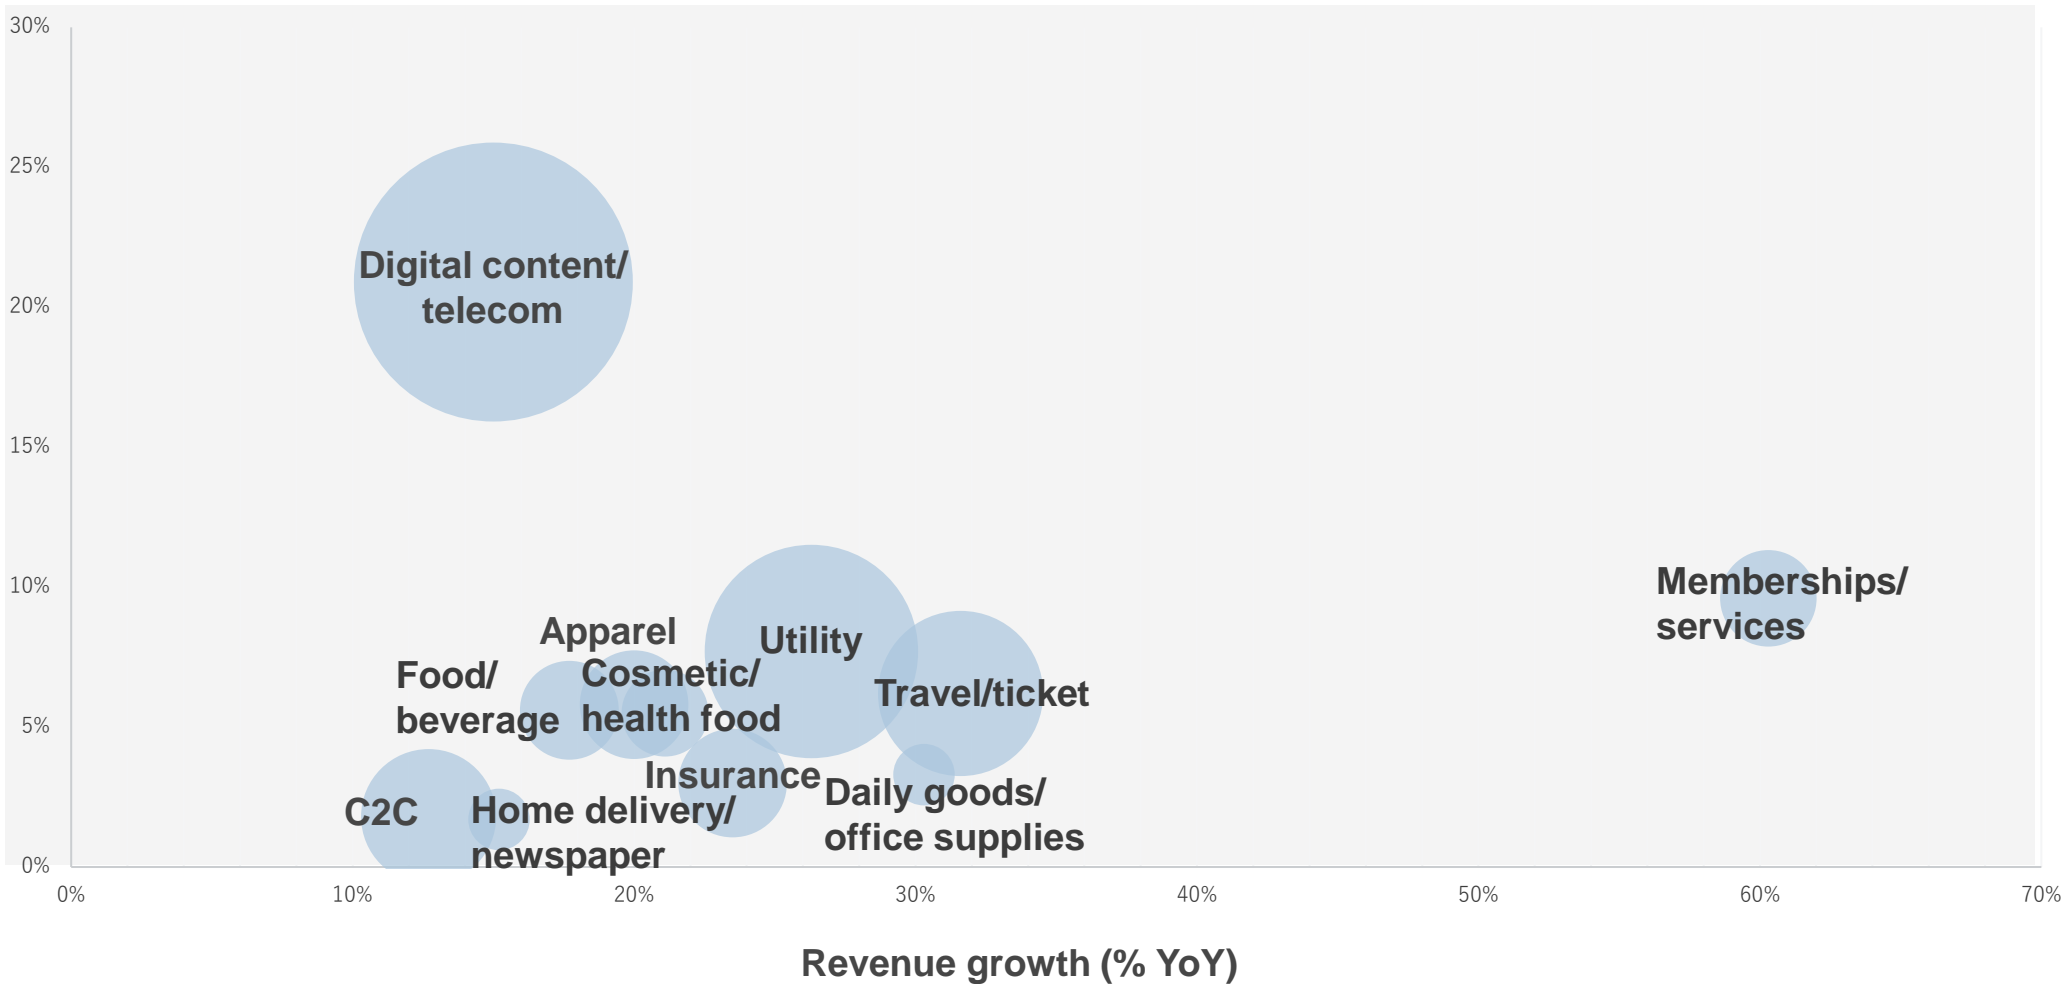 30%
25%
20%
15%
10%
5%
0%
Digital content/
telecom
Memberships/
services
Apparel
Utility
Food/
beverage
Cosmetic/
health food
Travel/ticket
Insurance
C2C
Home delivery/
newspaper
Daily goods/
office supplies
0% 10% 20% 30% 40% 50% 60% 70%
Revenue growth (% YoY)